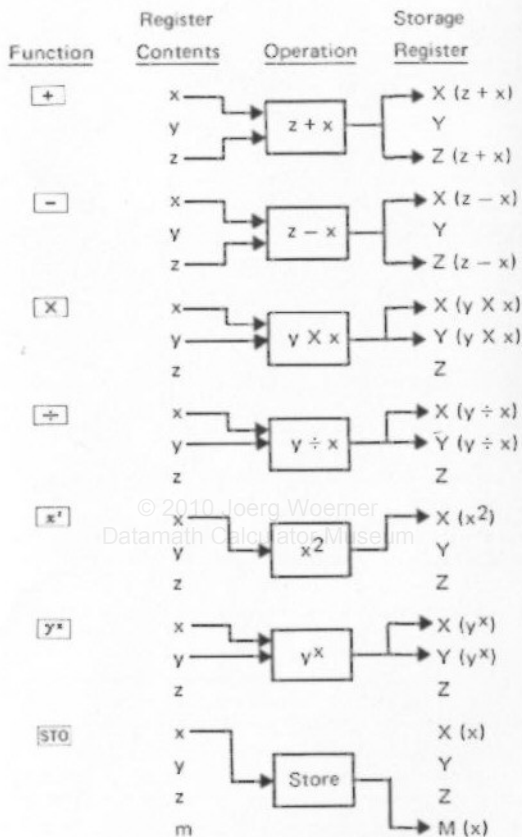 Register Storage
Function Contents Operation Register
+ x X (z + x)
y z + x Y
z Z (z + x)
− x X (z − x)
y z − x Y
z Z (z − x)
X x X (y X x)
y y X x Y (y X x)
z Z
÷ x X (y ÷ x)
y y ÷ x Y (y ÷ x)
z Z
© 2010 Joerg Woerner
x² x X (x²)
Datamath Calculator Museum
y x² Y
z Z
yˣ x X (yˣ)
y yˣ Y (yˣ)
z Z
STO x X (x)
y Y
z Store Z
m M (x)